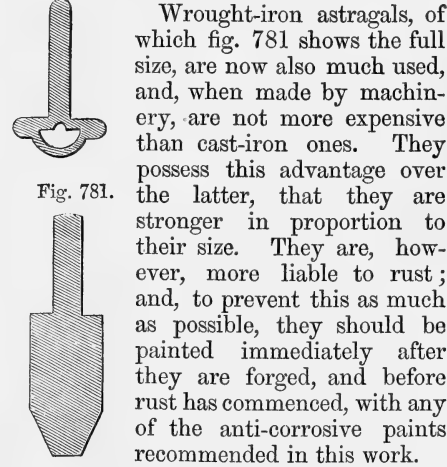 Wrought-iron astragals, of
which fig. 781 shows the full
size, are now also much used,
and, when made by machin-
ery, are not more expensive
than cast-iron ones. They
possess this advantage over
Fig. 781.
the latter, that they are
stronger in proportion to
their size. They are, how-
ever, more liable to rust;
and, to prevent this as much
as possible, they should be
painted immediately after
they are forged, and before
rust has commenced, with any
of the anti-corrosive paints
recommended in this work.